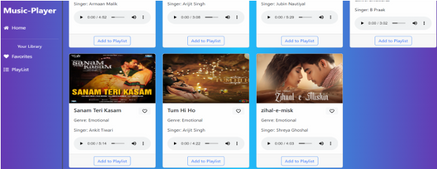 Music-Player
Home
Your Library
Favorites
PlayList
Singer: Armaan Malik
0:00 / 4:52
Add to Playlist
Singer: Arijit Singh
0:00 / 4:08
Add to Playlist
Singer: Jubin Nautiyal
0:00 / 5:08
Add to Playlist
Singer: B Praak
0:00 / 5:02
Add to Playlist
SANAM TERI KASAM
Sanam Teri Kasam
Genre: Emotional
Singer: Ankit Tiwari
0:00 / 5:14
Add to Playlist
Tum Hi Ho
Genre: Emotional
Singer: Arijit Singh
0:00 / 4:22
Add to Playlist
Zihaal e Miskin
zihal-e-misk
Genre: Emotional
Singer: Shreya Ghoshal
0:00 / 4:53
Add to Playlist